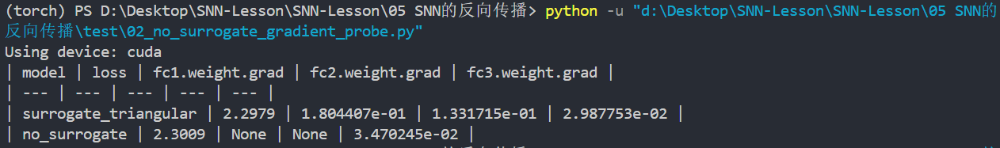 (torch) PS D:\Desktop\SNN-Lesson\SNN-Lesson\05 SNN的反向传播> python -u "d:\Desktop\SNN-Lesson\SNN-Lesson\05 SNN的
反向传播\test\02_no_surrogate_gradient_probe.py"
Using device: cuda
| model | loss | fc1.weight.grad | fc2.weight.grad | fc3.weight.grad |
| --- | --- | --- | --- | --- |
| surrogate_triangular | 2.2979 | 1.804407e-01 | 1.331715e-01 | 2.987753e-02 |
| no_surrogate | 2.3009 | None | None | 3.470245e-02 |